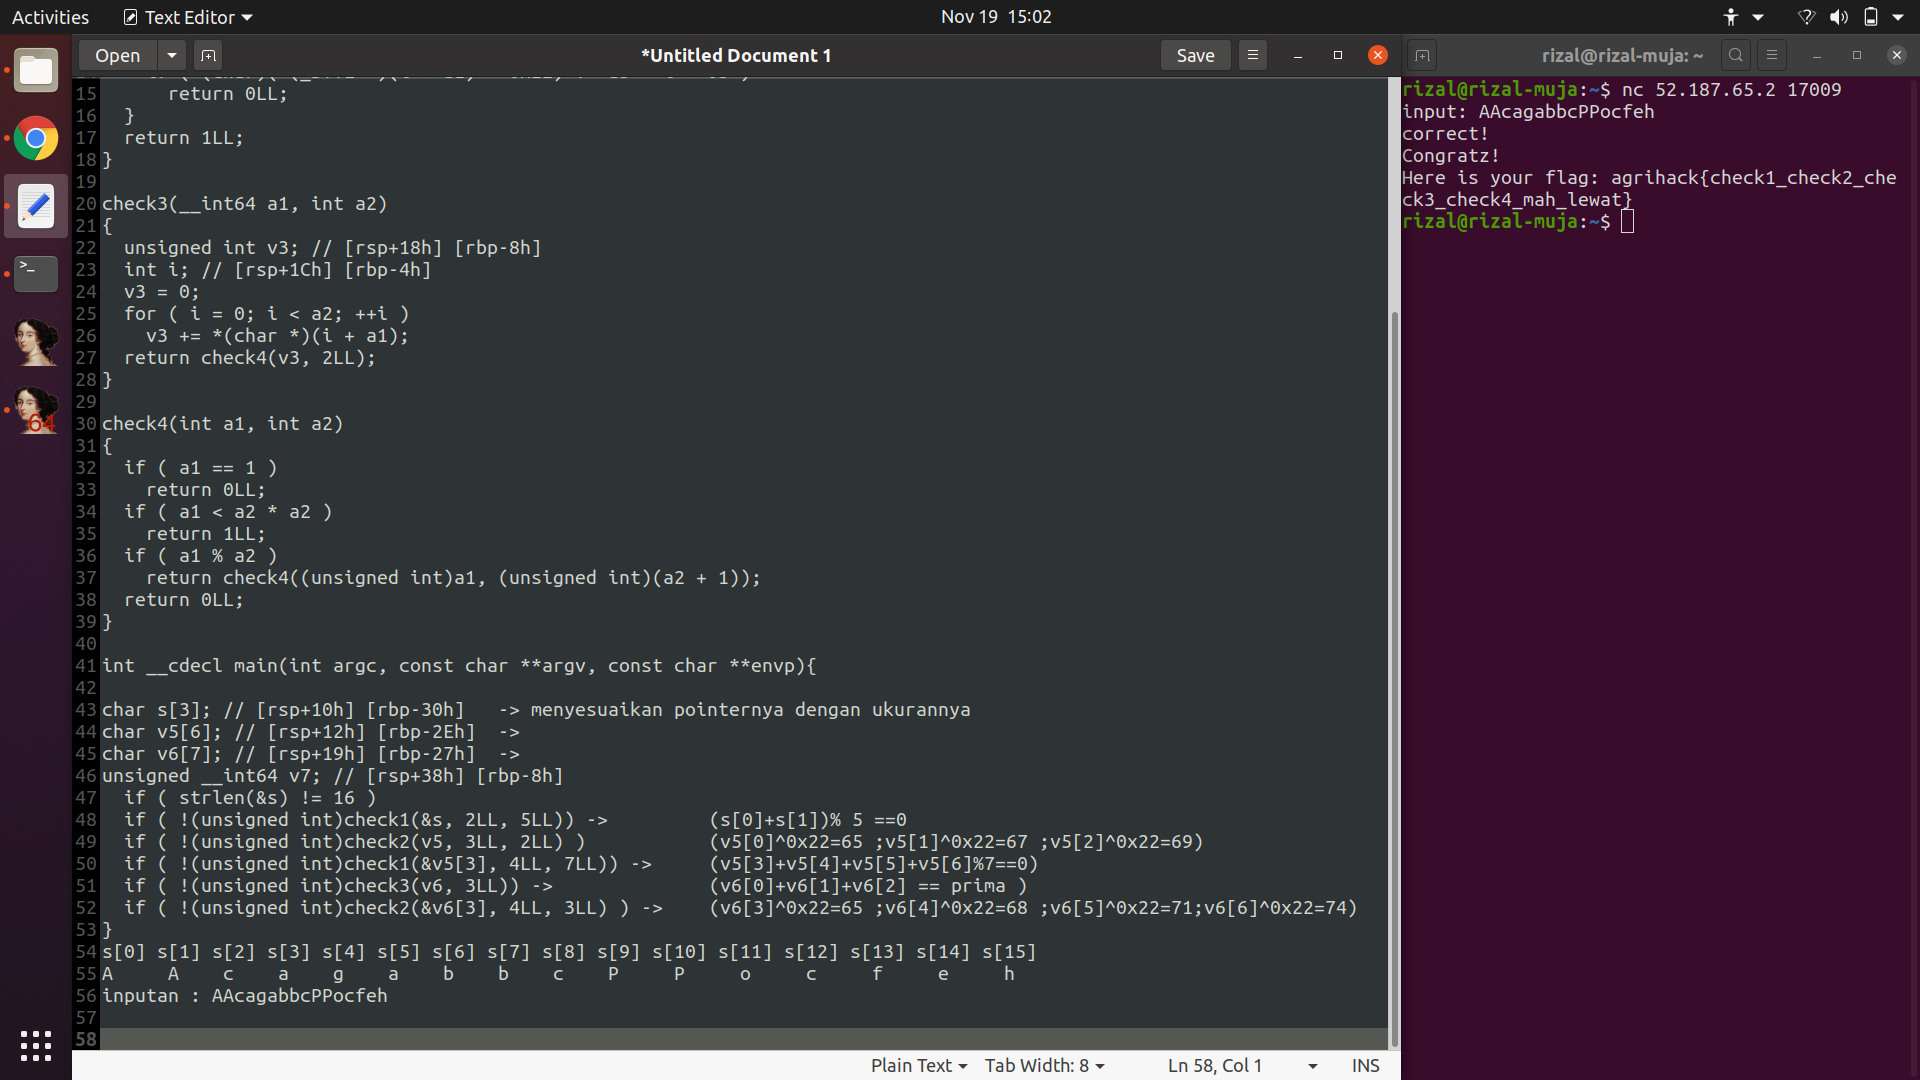 Activities
Text Editor
Nov 19 15:02
Open
*Untitled Document 1
Save
rizal@rizal-muja: ~
15 return 0LL;
16 }
17 return 1LL;
18 }
19
20 check3(__int64 a1, int a2)
21 {
22 unsigned int v3; // [rsp+18h] [rbp-8h]
23 int i; // [rsp+1Ch] [rbp-4h]
24 v3 = 0;
25 for ( i = 0; i < a2; ++i )
26 v3 += *(char *)(i + a1);
27 return check4(v3, 2LL);
28 }
29
30 check4(int a1, int a2)
31 {
32 if ( a1 == 1 )
33 return 0LL;
34 if ( a1 < a2 * a2 )
35 return 1LL;
36 if ( a1 % a2 )
37 return check4((unsigned int)a1, (unsigned int)(a2 + 1));
38 return 0LL;
39 }
40
41 int __cdecl main(int argc, const char **argv, const char **envp){
42
43 char s[3]; // [rsp+10h] [rbp-30h] -> menyesuaikan pointernya dengan ukurannya
44 char v5[6]; // [rsp+12h] [rbp-2Eh] ->
45 char v6[7]; // [rsp+19h] [rbp-27h] ->
46 unsigned __int64 v7; // [rsp+38h] [rbp-8h]
47 if ( strlen(&s) != 16 )
48 if ( !(unsigned int)check1(&s, 2LL, 5LL)) -> (s[0]+s[1])% 5 ==0
49 if ( !(unsigned int)check2(v5, 3LL, 2LL) ) (v5[0]^0x22=65 ;v5[1]^0x22=67 ;v5[2]^0x22=69)
50 if ( !(unsigned int)check1(&v5[3], 4LL, 7LL)) -> (v5[3]+v5[4]+v5[5]+v5[6]%7==0)
51 if ( !(unsigned int)check3(v6, 3LL)) -> (v6[0]+v6[1]+v6[2] == prima )
52 if ( !(unsigned int)check2(&v6[3], 4LL, 3LL) ) -> (v6[3]^0x22=65 ;v6[4]^0x22=68 ;v6[5]^0x22=71;v6[6]^0x22=74)
53 }
54 s[0] s[1] s[2] s[3] s[4] s[5] s[6] s[7] s[8] s[9] s[10] s[11] s[12] s[13] s[14] s[15]
55 A A c a g a b b c P P o c f e h
56 inputan : AAcagabbcPPocfeh
57
58
Plain Text
Tab Width: 8
Ln 58, Col 1
INS
rizal@rizal-muja:~$ nc 52.187.65.2 17009
input: AAcagabbcPPocfeh
correct!
Congratz!
Here is your flag: agrihack{check1_check2_che
ck3_check4_mah_lewat}
rizal@rizal-muja:~$
>_
64